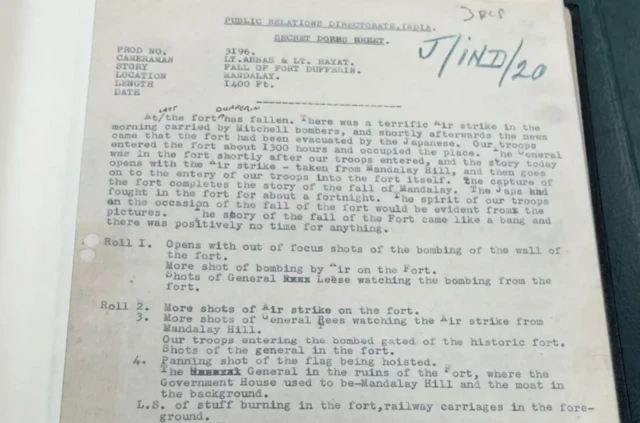 3RLS
PUBLIC RELATIONS DIRECTORATE, INDIA.
SECRET DOPES SHEET.
J/IND/20
PROD NO. 3196.
CAMERAMAN LT. ABBAS & LT. HAYAT.
STORY FALL OF FORT DUFFERIN.
LOCATION MANDALAY.
LENGTH 1400 Ft.
DATE
LAST DUFFERIN
At/the fort has fallen. There was a terrific Air strike in the
morning carried by Mitchell bombers, and shortly afterwards the news
came that the fort had been evacuated by the Japanese. Our troops
entered the fort about 1300 hours and occupied the place. The General
was in the fort shortly after our troops entered, and the story today
opens with the Air strike - taken from Mandalay Hill, and then goes
on to the entery of our troops into the fort itself. The capture of
the fort completes the story of the fall of Mandalay. The Japs had
fought in the fort for about a fortnight. The spirit of our troops
on the occasion of the fall of the fort would be evident from the
pictures. The story of the fall of the Fort came like a bang and
there was positively no time for anything.
Roll I. Opens with out of focus shots of the bombing of the wall of
the fort.
More shot of bombing by Air on the Fort.
Shots of General Leese watching the bombing from the
fort.
Roll 2. More shots of Air strike on the fort.
3. More shots of General Rees watching the Air strike from
Mandalay Hill.
Our troops entering the bombed gated of the historic fort.
Shots of the general in the fort.
4. Panning shot of the flag being hoisted.
The General in the ruins of the Fort, where the
Government House used to be-Mandalay Hill and the moat in
the background.
L.S. of stuff burning in the fort, railway carriages in the fore-
ground.